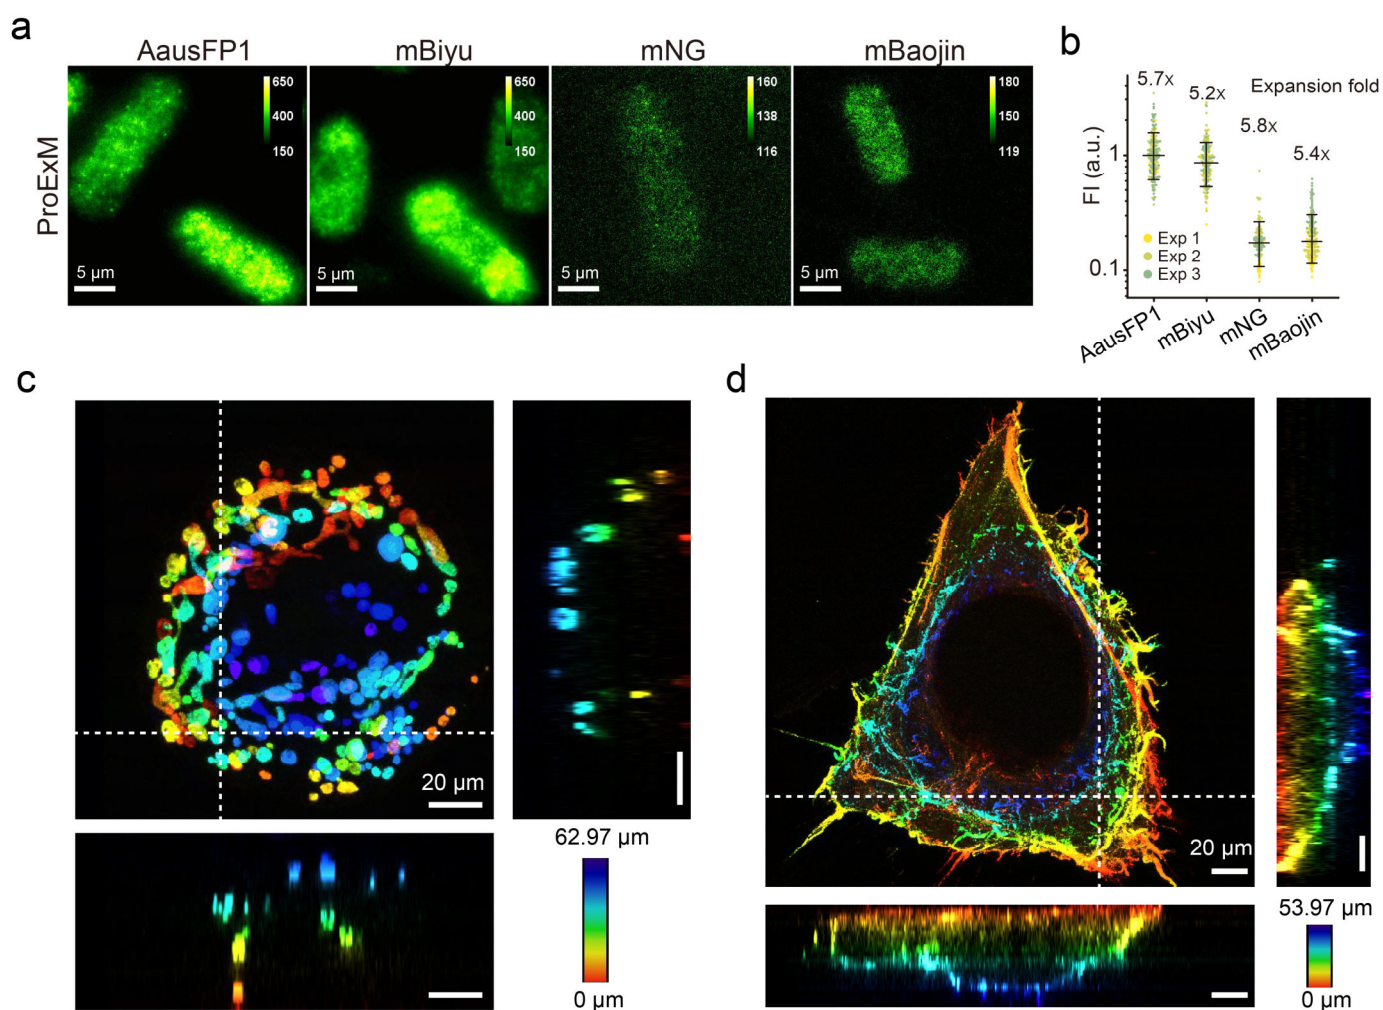 a
AausFP1
mBiyu
mNG
mBaojin
ProExM
650
400
150
5 µm
650
400
150
5 µm
160
138
116
5 µm
180
150
119
5 µm
b
5.7x
5.2x
5.8x
5.4x
Expansion fold
FI (a.u.)
1
0.1
Exp 1
Exp 2
Exp 3
AausFP1
mBiyu
mNG
mBaojin
c
20 µm
62.97 µm
0 µm
d
20 µm
53.97 µm
0 µm